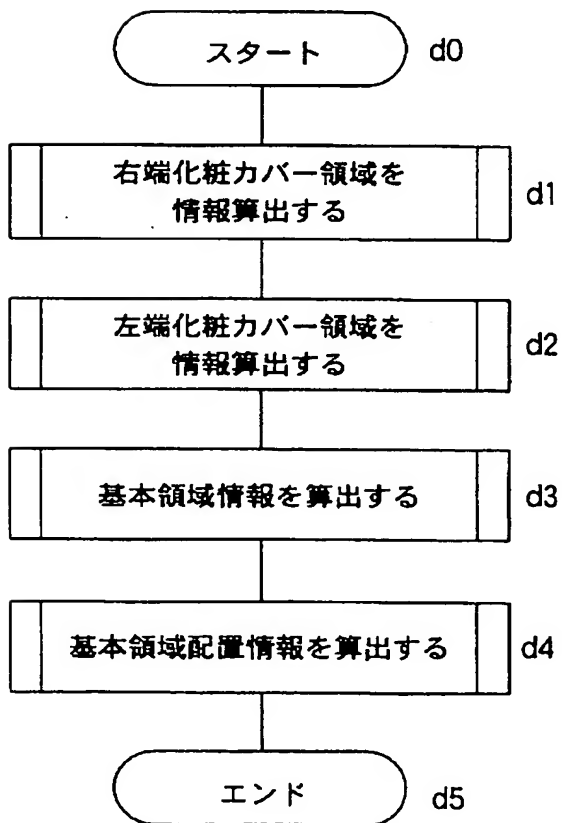 スタート d0
右端化粧カバー領域を
情報算出する d1
左端化粧カバー領域を
情報算出する d2
基本領域情報を算出する d3
基本領域配置情報を算出する d4
エンド d5